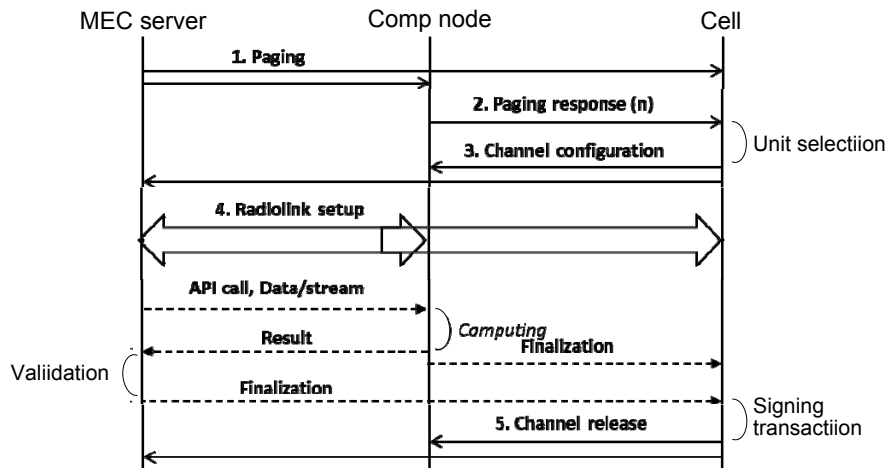 MEC server Comp node Cell
1. Paging
2. Paging response (n)
Unit selectiion
3. Channel configuration
4. Radiolink setup
API call, Data/stream
Computing
Result
Finalization
Valiidation
Finalization
Signing
transactiion
5. Channel release